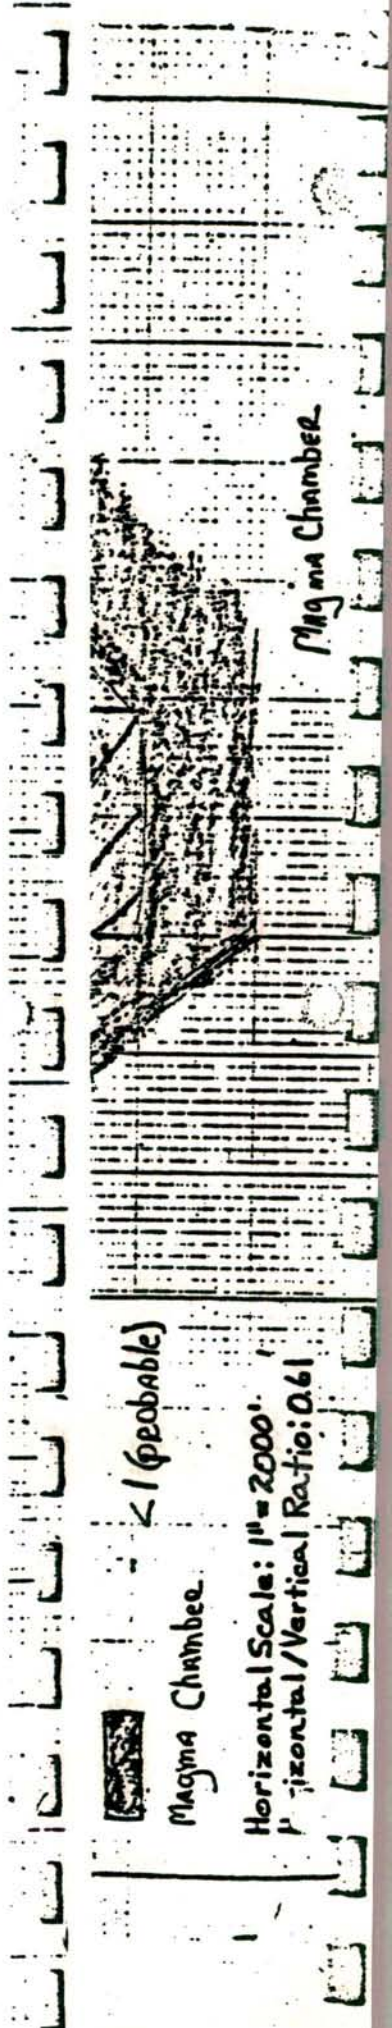 < 1 (probable)
Magma Chamber
Horizontal Scale: 1" = 2000'
H izontal/Vertical Ratio: 0.61
Magma Chamber